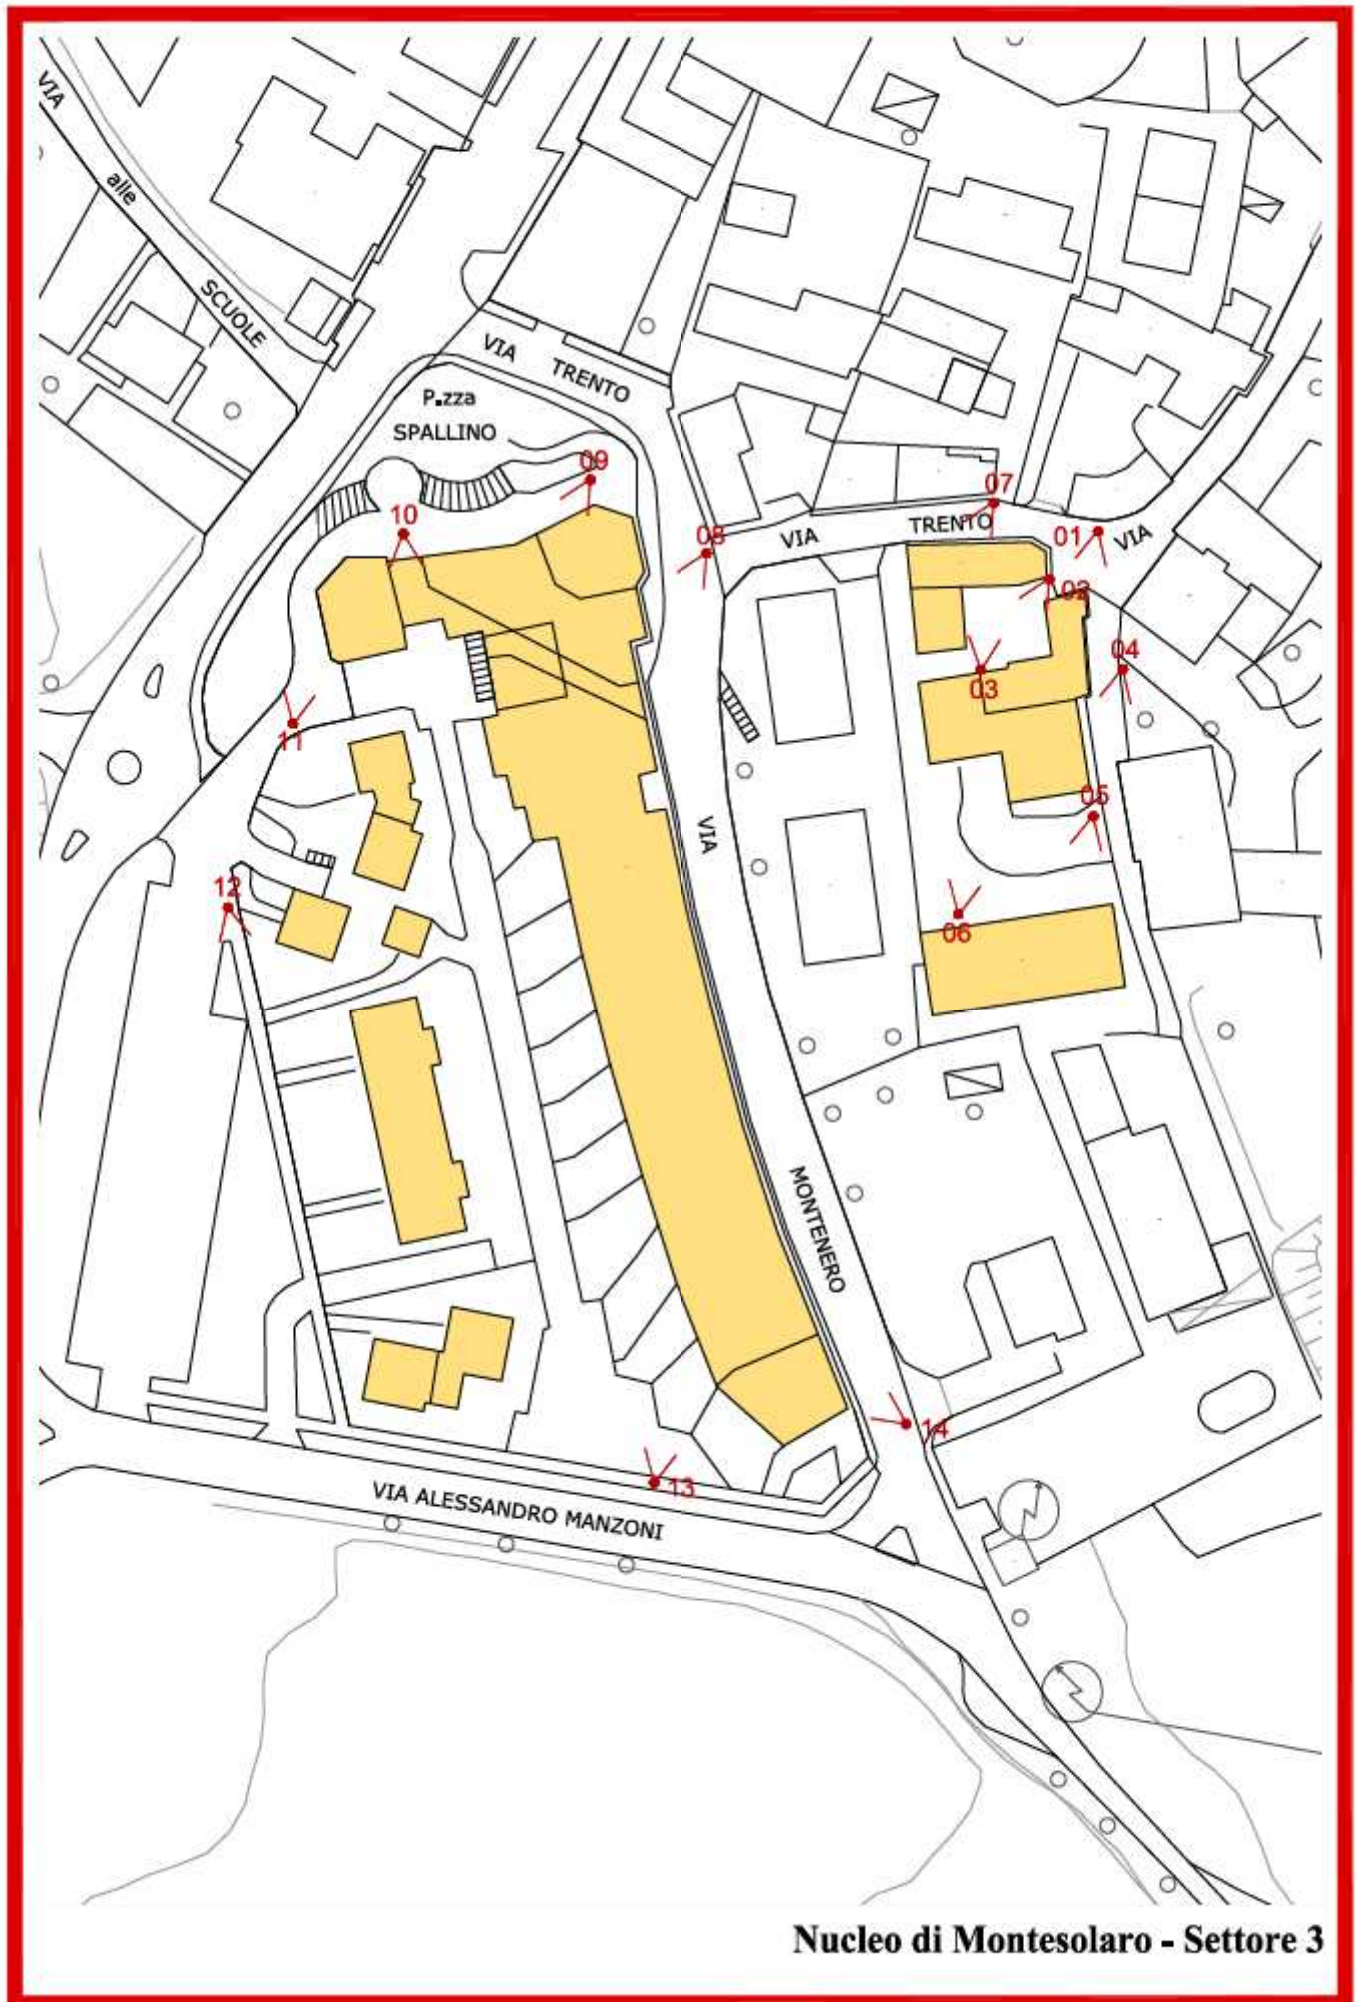 VIA
alle
SCUOLE
VIA
TRENTO
P.zza
SPALLINO
09
07
10
08
VIA
TRENTO
01
VIA
02
04
03
11
05
VIA
12
06
MONTENERO
14
13
VIA ALESSANDRO MANZONI
Nucleo di Montesolaro - Settore 3